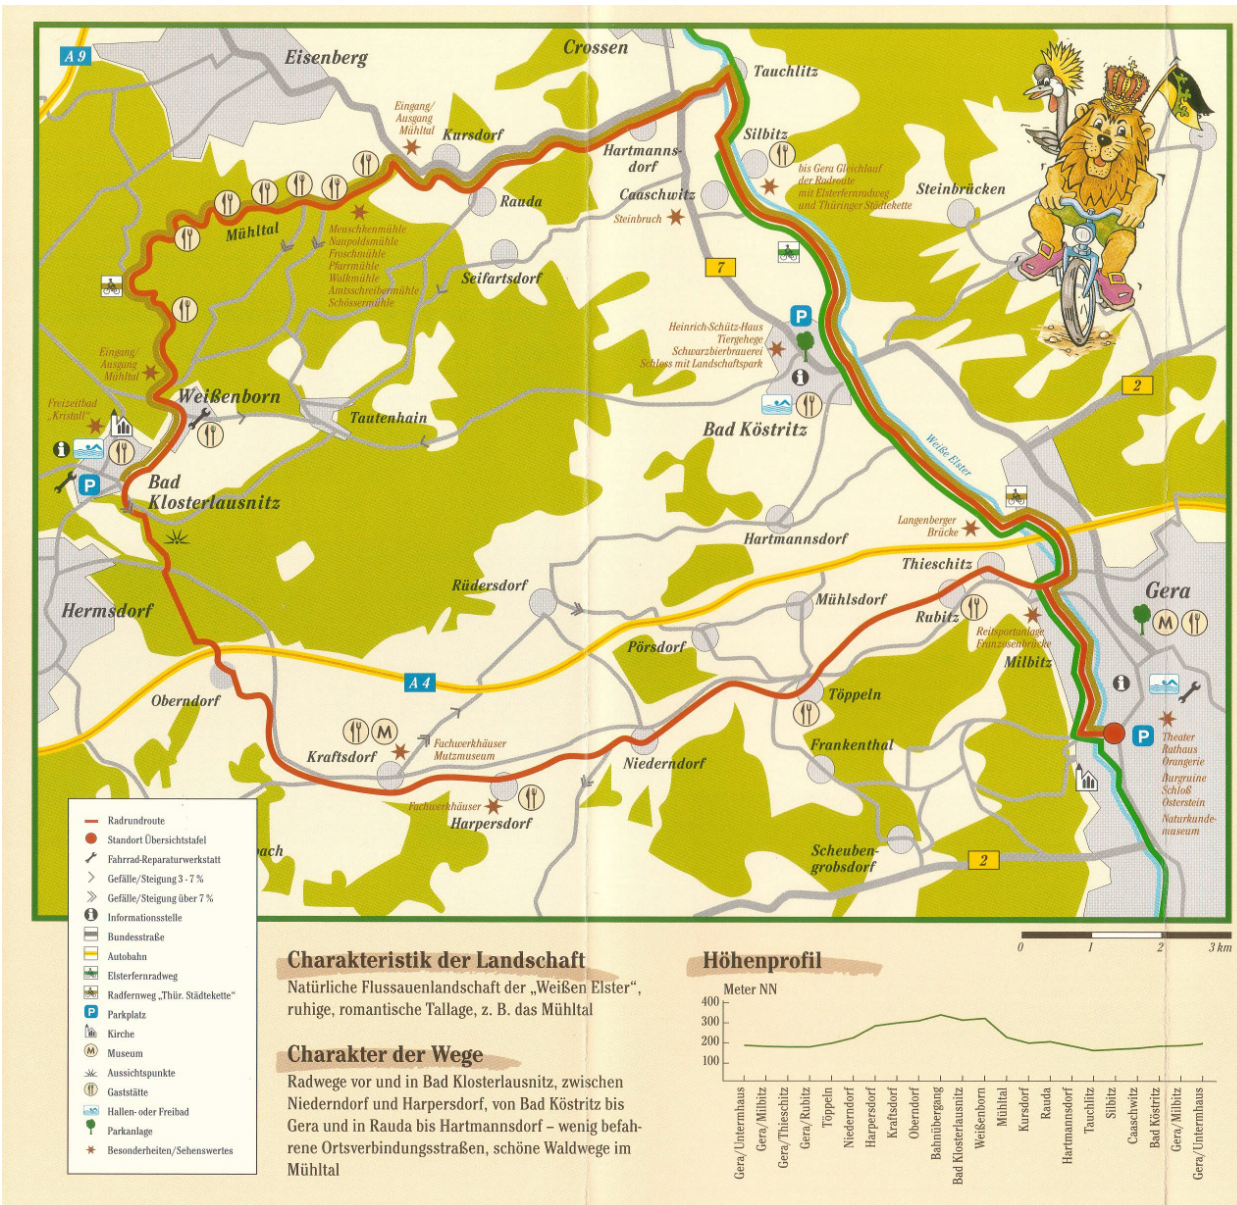 A 9
Eisenberg
Crossen
Tauchlitz
Eingang/
Ausgang
Mühltal
Kursdorf
Hartmanns-
dorf
Silbitz
bis Gera Gleichlauf
der Radroute
mit Elsterfernradweg
und Thüringer Städtekette
Caaschwitz
Steinbruch
Steinbrücken
Rauda
Mühltal
Meuschkenmühle
Naupoldsmühle
Froschmühle
Pfarrmühle
Walkmühle
Amtsschreibermühle
Schössermühle
Seifartsdorf
7
P
Heinrich-Schütz-Haus
Tiergehege
Schwarzbierbrauerei
Schloss mit Landschaftspark
i
Eingang/
Ausgang
Mühltal
2
Freizeitbad
„Kristall“
Weißenborn
Tautenhain
Bad Köstritz
Weiße Elster
i
P
Bad
Klosterlausnitz
Langenberger
Brücke
Hartmannsdorf
Thieschitz
Hermsdorf
Rüdersdorf
Mühlsdorf
Rubitz
Gera
M
Reitsportanlage
Franzosenbrücke
Pörsdorf
Milbitz
A 4
Oberndorf
Töppeln
i
P
Theater
Rathaus
Orangerie
Burgruine
Schloß
Osterstein
Naturkunde-
museum
M
Kraftsdorf
Fachwerkhäuser
Mutzmuseum
Niederndorf
Frankenthal
Fachwerkhäuser
Harpersdorf
Scheuben-
grobsdorf
2
bach
Radrundroute
Standort Übersichtstafel
Fahrrad-Reparaturwerkstatt
Gefälle/Steigung 3 - 7 %
Gefälle/Steigung über 7 %
i Informationsstelle
Bundesstraße
Autobahn
Elsterfernradweg
Radfernweg „Thür. Städtekette“
P Parkplatz
Kirche
M Museum
Aussichtspunkte
Gaststätte
Hallen- oder Freibad
Parkanlage
Besonderheiten/Sehenswertes
0 1 2 3 km
Charakteristik der Landschaft
Natürliche Flussauenlandschaft der „Weißen Elster“,
ruhige, romantische Tallage, z. B. das Mühltal
Charakter der Wege
Radwege vor und in Bad Klosterlausnitz, zwischen
Niederndorf und Harpersdorf, von Bad Köstritz bis
Gera und in Rauda bis Hartmannsdorf – wenig befah-
rene Ortsverbindungsstraßen, schöne Waldwege im
Mühltal
Höhenprofil
Meter NN
400
300
200
100
Gera/Untermhaus
Gera/Milbitz
Gera/Thieschitz
Gera/Rubitz
Töppeln
Niederndorf
Harpersdorf
Kraftsdorf
Oberndorf
Bahnübergang
Bad Klosterlausnitz
Weißenborn
Mühltal
Kursdorf
Rauda
Hartmannsdorf
Tauchlitz
Silbitz
Caaschwitz
Bad Köstritz
Gera/Milbitz
Gera/Untermhaus